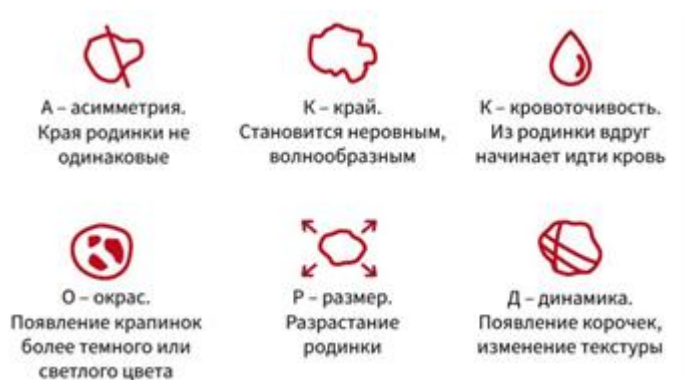 А – асимметрия.
Края родинки не
одинаковые
К – край.
Становится неровным,
волнообразным
К – кровоточивость.
Из родинки вдруг
начинает идти кровь
О – окрас.
Появление крапинок
более темного или
светлого цвета
Р – размер.
Разрастание
родинки
Д – динамика.
Появление корочек,
изменение текстуры